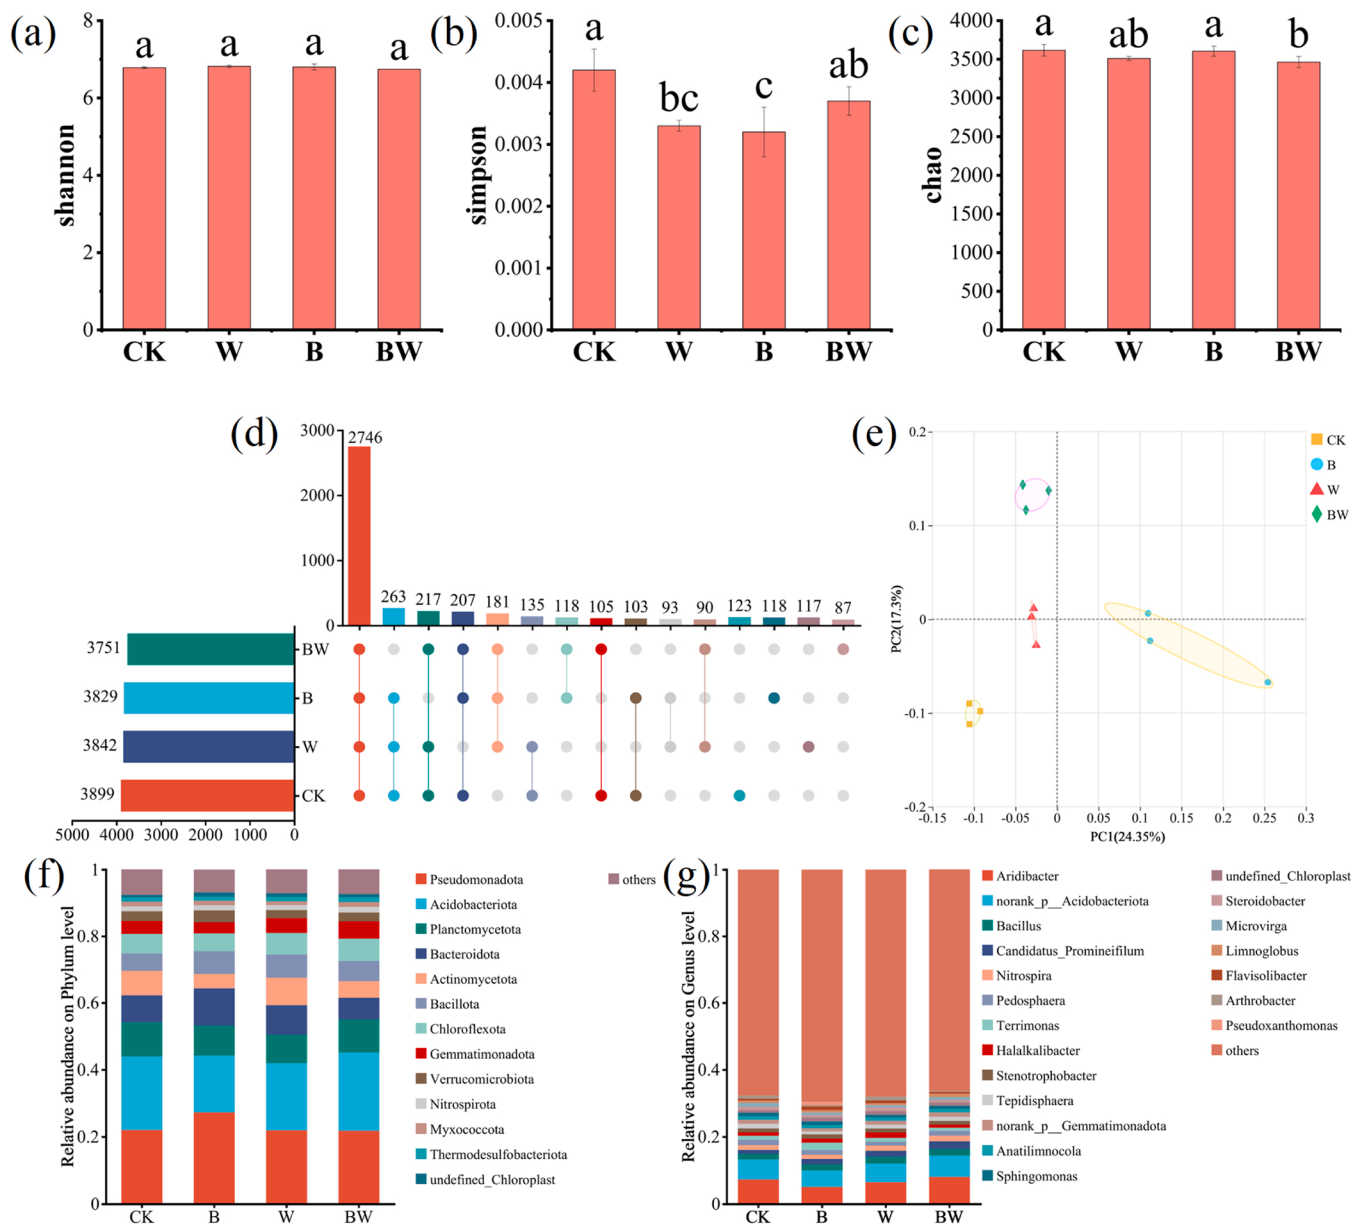 (a)
8
6
4
2
0
shannon
a a a a
CK W B BW
(b)
0.005
0.004
0.003
0.002
0.001
0.000
simpson
a bc c ab
CK W B BW
(c)
4000
3500
3000
2500
2000
1500
1000
500
0
chao
a ab a b
CK W B BW
(d)
3000
2000
1000
0
2746 263 217 207 181 135 118 105 103 93 90 123 118 117 87
3751 BW
3829 B
3842 W
3899 CK
5000 4000 3000 2000 1000 0
(e)
0.2
0.1
0
-0.1
-0.2
PC2(17.3%)
-0.15 -0.1 -0.05 0 0.05 0.1 0.15 0.2 0.25 0.3
PC1(24.35%)
CK
B
W
BW
(f)
1
0.8
0.6
0.4
0.2
0
Relative abundance on Phylum level
CK B W BW
Pseudomonadota
Acidobacteriota
Planctomycetota
Bacteroidota
Actinomycetota
Bacillota
Chloroflexota
Gemmatimonadota
Verrucomicrobiota
Nitrospirota
Myxococcota
Thermodesulfobacteriota
undefined_Chloroplast
others
(g)
1
0.8
0.6
0.4
0.2
0
Relative abundance on Genus level
CK B W BW
Aridibacter
norank_p__Acidobacteriota
Bacillus
Candidatus_Promineifilum
Nitrospira
Pedosphaera
Terrimonas
Halalkalibacter
Stenotrophobacter
Tepidisphaera
norank_p__Gemmatimonadota
Anatilimnocola
Sphingomonas
undefined_Chloroplast
Steroidobacter
Microvirga
Limnoglobus
Flavisolibacter
Arthrobacter
Pseudoxanthomonas
others